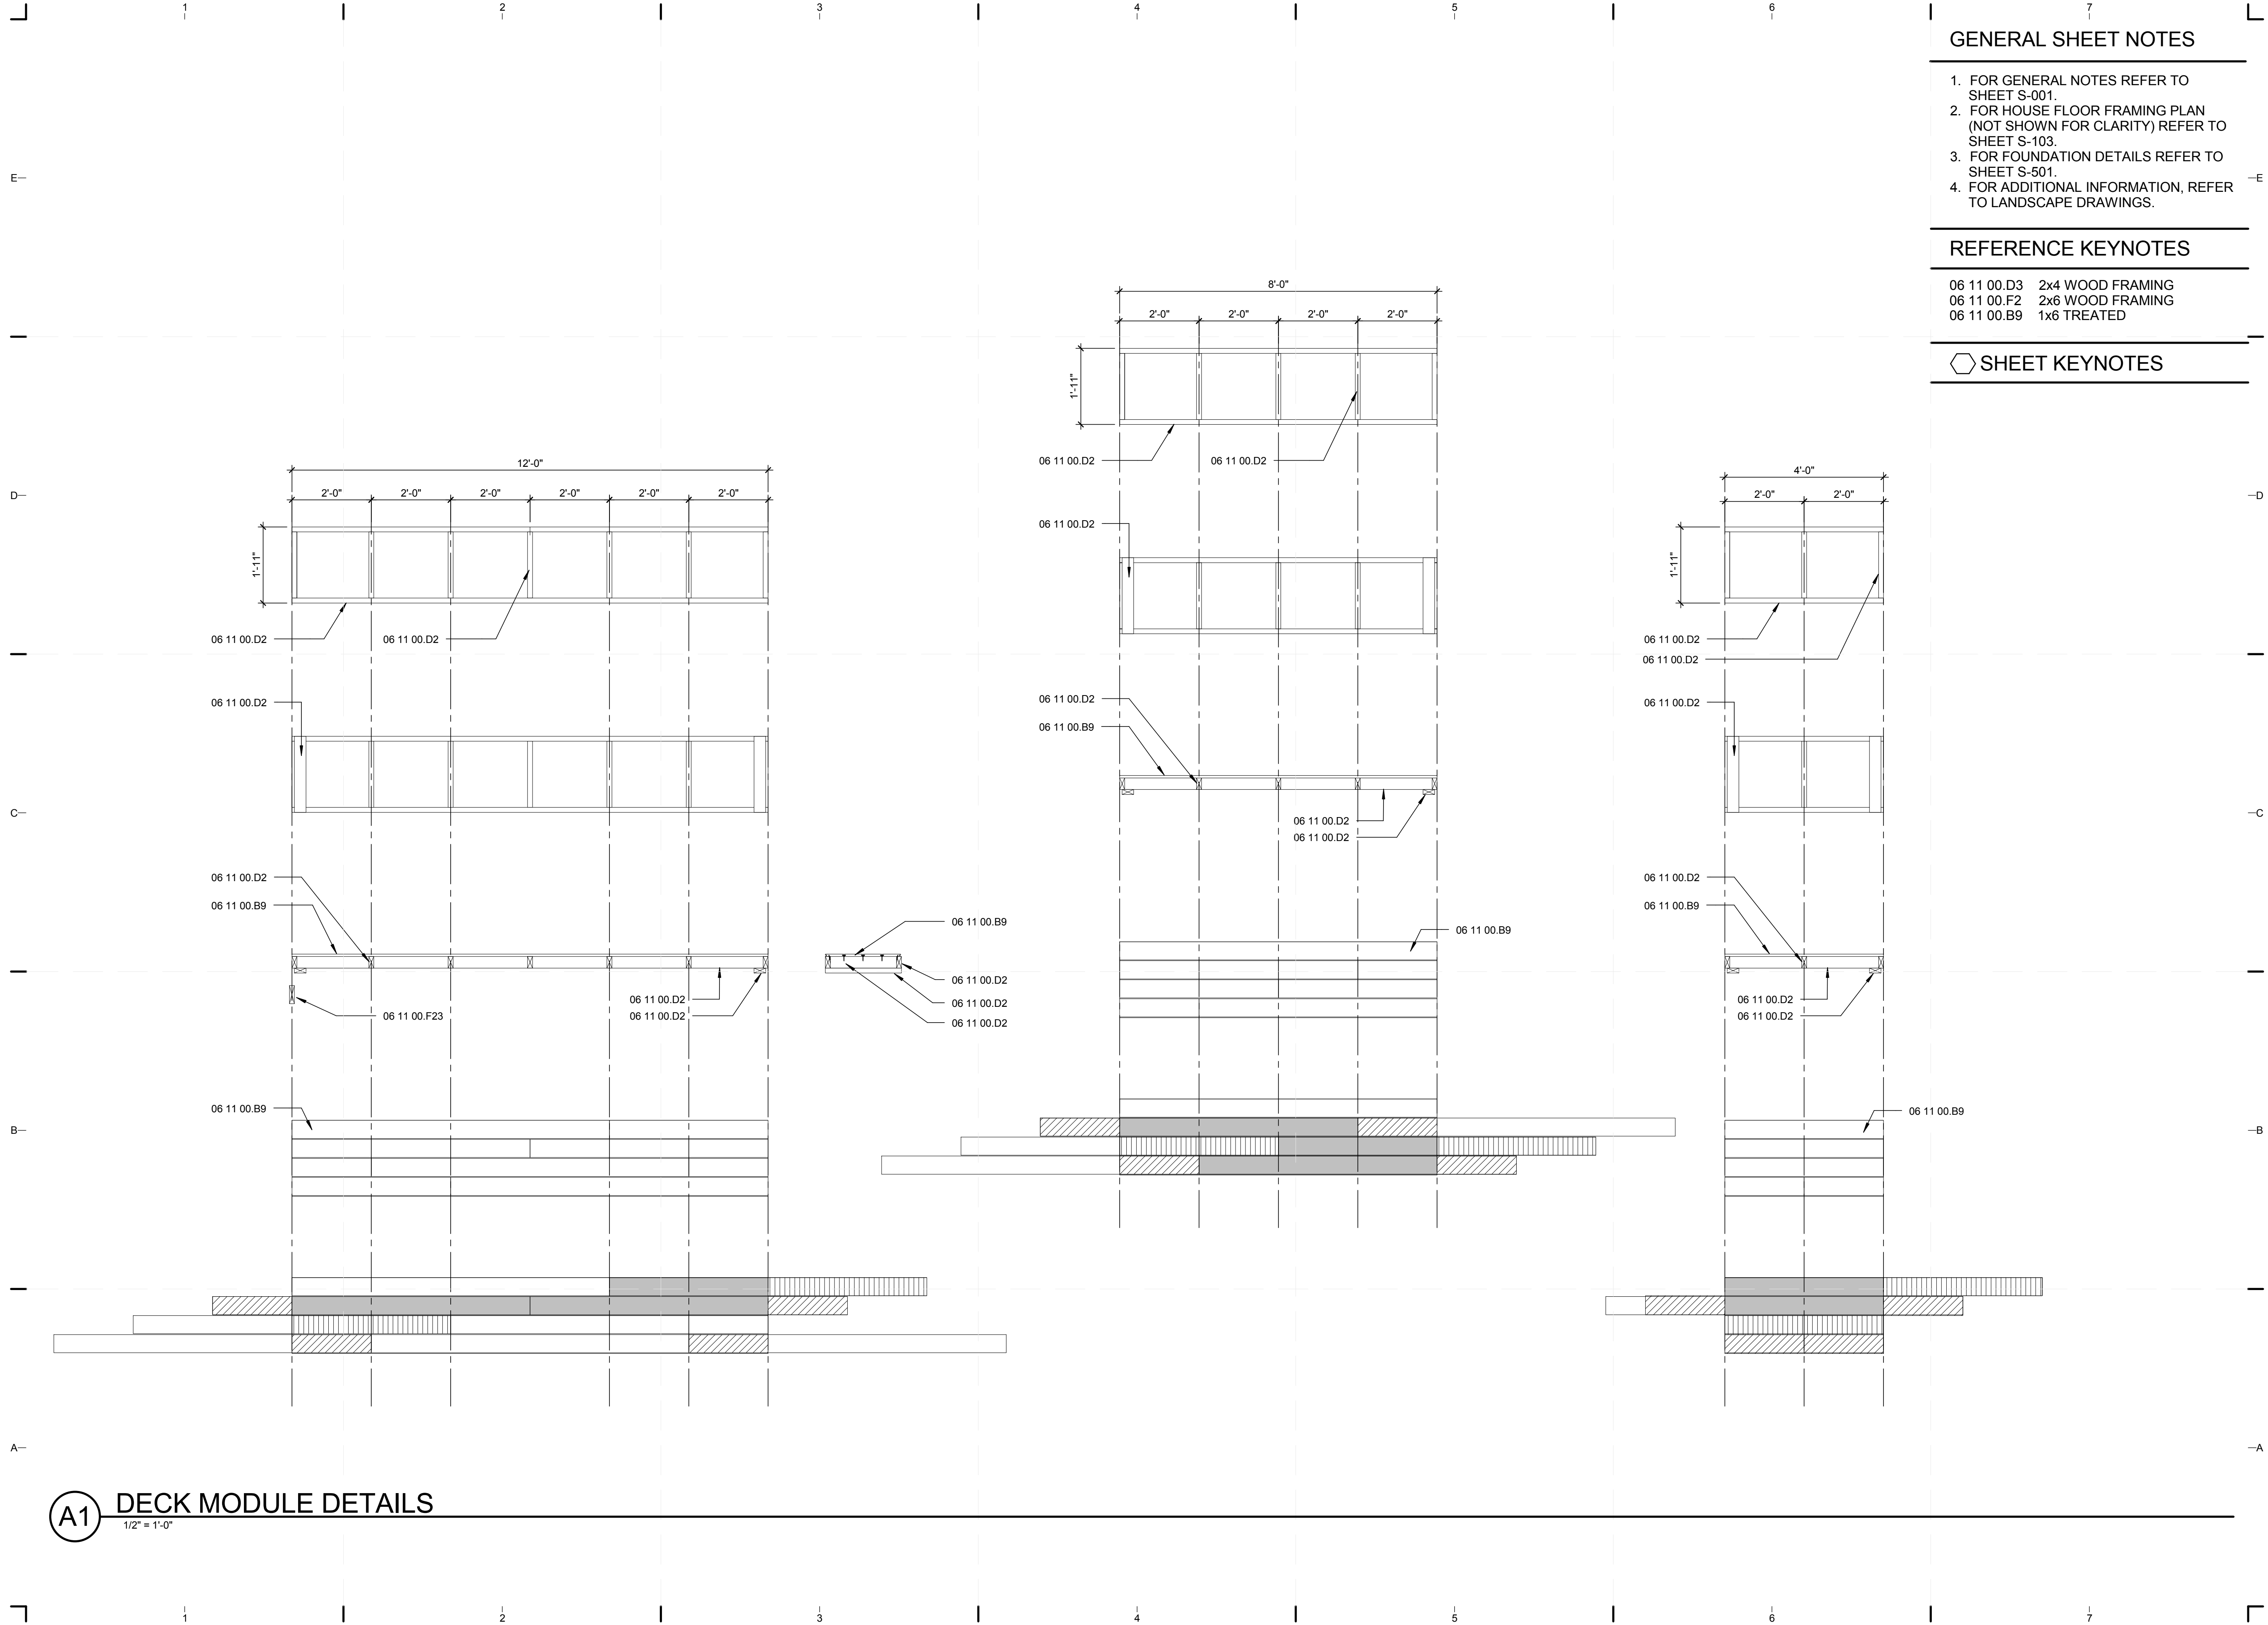 1 2 3 4 5 6 7
GENERAL SHEET NOTES
1. FOR GENERAL NOTES REFER TO
SHEET S-001.
2. FOR HOUSE FLOOR FRAMING PLAN
(NOT SHOWN FOR CLARITY) REFER TO
SHEET S-103.
3. FOR FOUNDATION DETAILS REFER TO
SHEET S-501.
4. FOR ADDITIONAL INFORMATION, REFER
TO LANDSCAPE DRAWINGS.
REFERENCE KEYNOTES
06 11 00.D3 2x4 WOOD FRAMING
06 11 00.F2 2x6 WOOD FRAMING
06 11 00.B9 1x6 TREATED
SHEET KEYNOTES
E E
D D
C C
B B
A A
12'-0"
2'-0" 2'-0" 2'-0" 2'-0" 2'-0" 2'-0"
1'-11"
06 11 00.D2 06 11 00.D2
06 11 00.D2
06 11 00.D2
06 11 00.B9
06 11 00.D2
06 11 00.F23 06 11 00.D2
06 11 00.B9
06 11 00.B9
06 11 00.D2
06 11 00.D2
06 11 00.D2
8'-0"
2'-0" 2'-0" 2'-0" 2'-0"
1'-11"
06 11 00.D2 06 11 00.D2
06 11 00.D2
06 11 00.D2
06 11 00.B9
06 11 00.D2
06 11 00.D2
06 11 00.B9
4'-0"
2'-0" 2'-0"
1'-11"
06 11 00.D2
06 11 00.D2
06 11 00.D2
06 11 00.D2
06 11 00.B9
06 11 00.D2
06 11 00.D2
06 11 00.B9
A1 DECK MODULE DETAILS
1/2" = 1'-0"
1 2 3 4 5 6 7